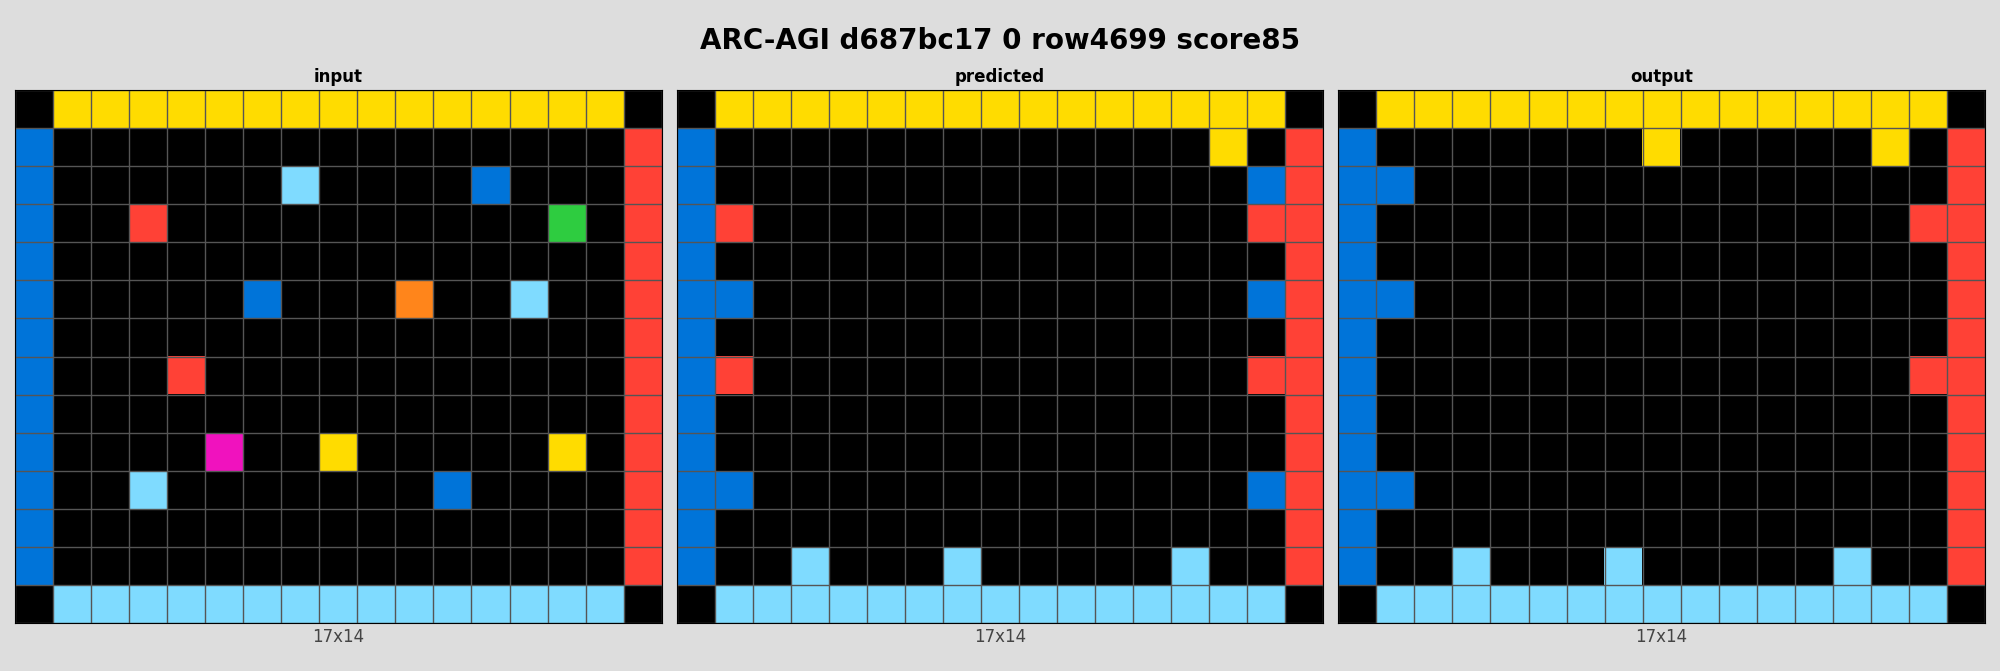 ARC-AGI d687bc17 0 row4699 score85
input
predicted
output
17x14
17x14
17x14